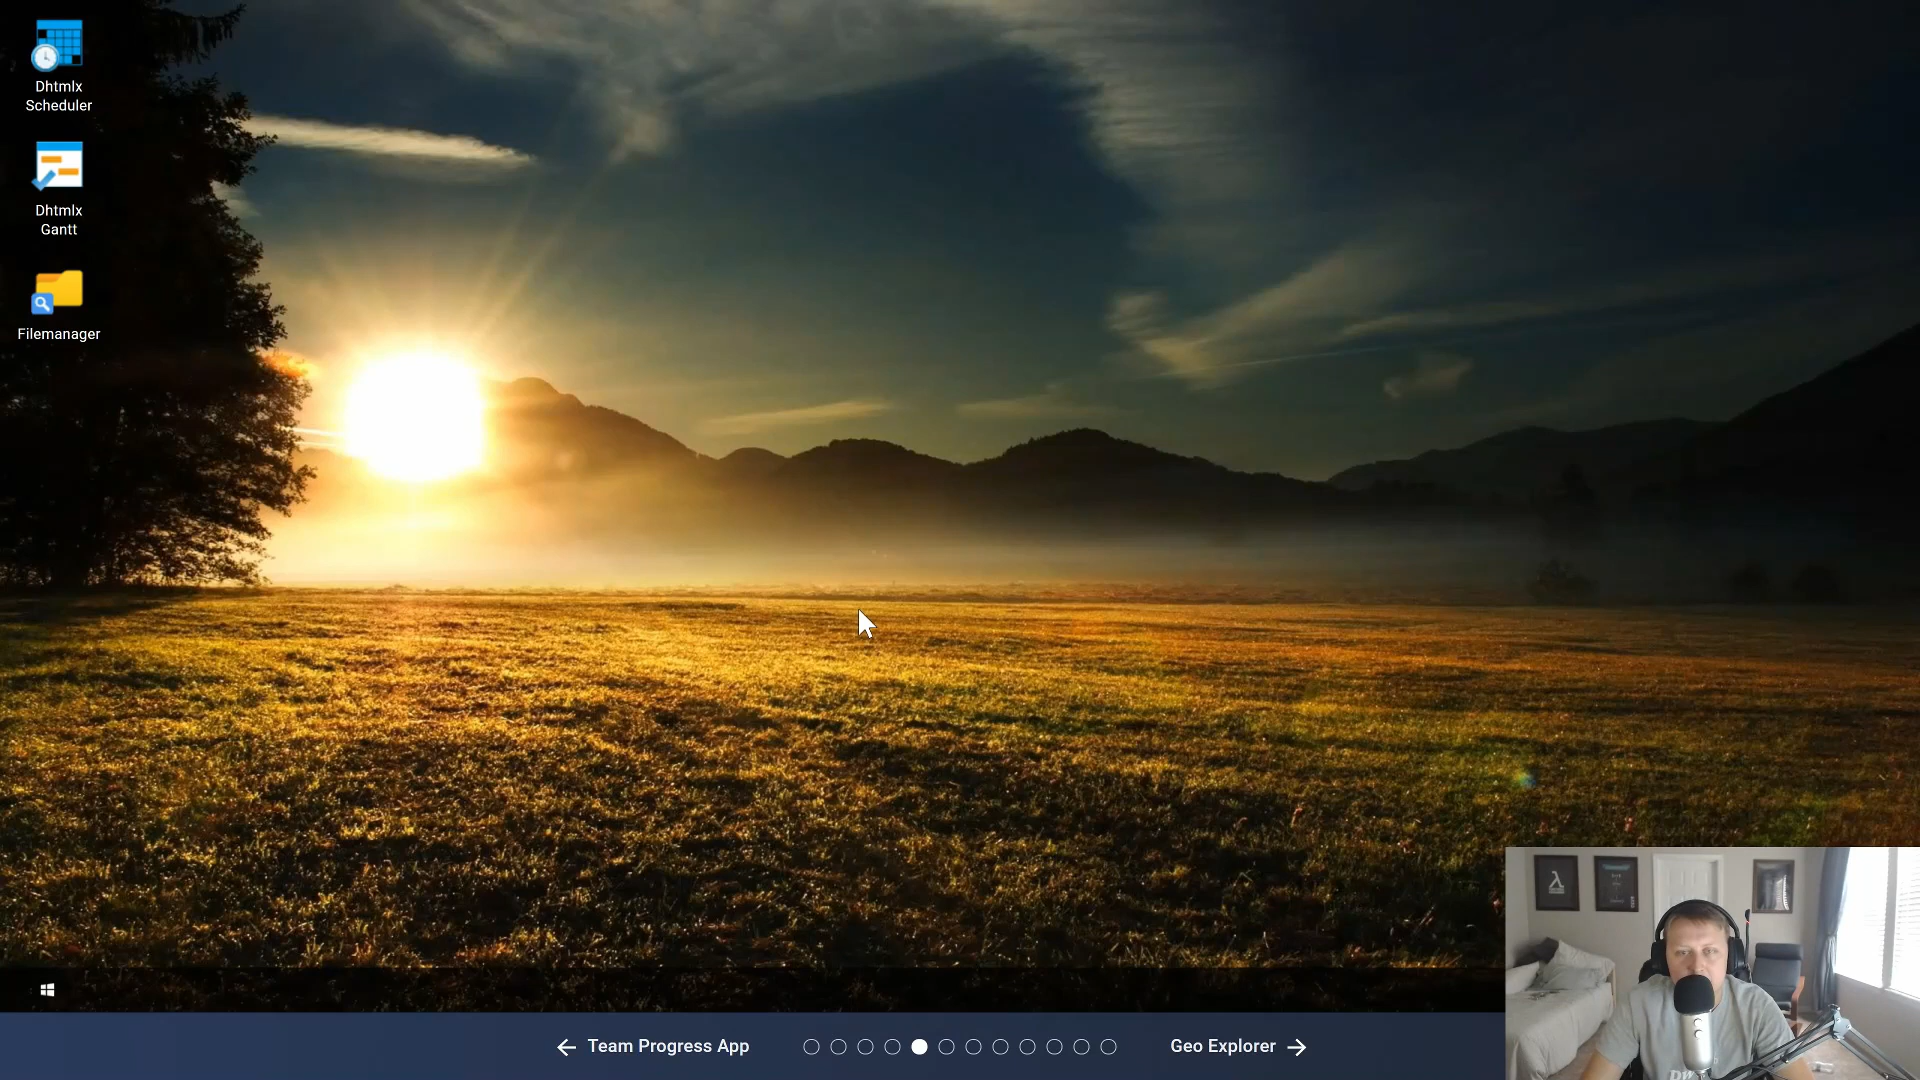 Dhtmlx
Scheduler
Dhtmlx
Gantt
Filemanager
← Team Progress App
Geo Explorer →